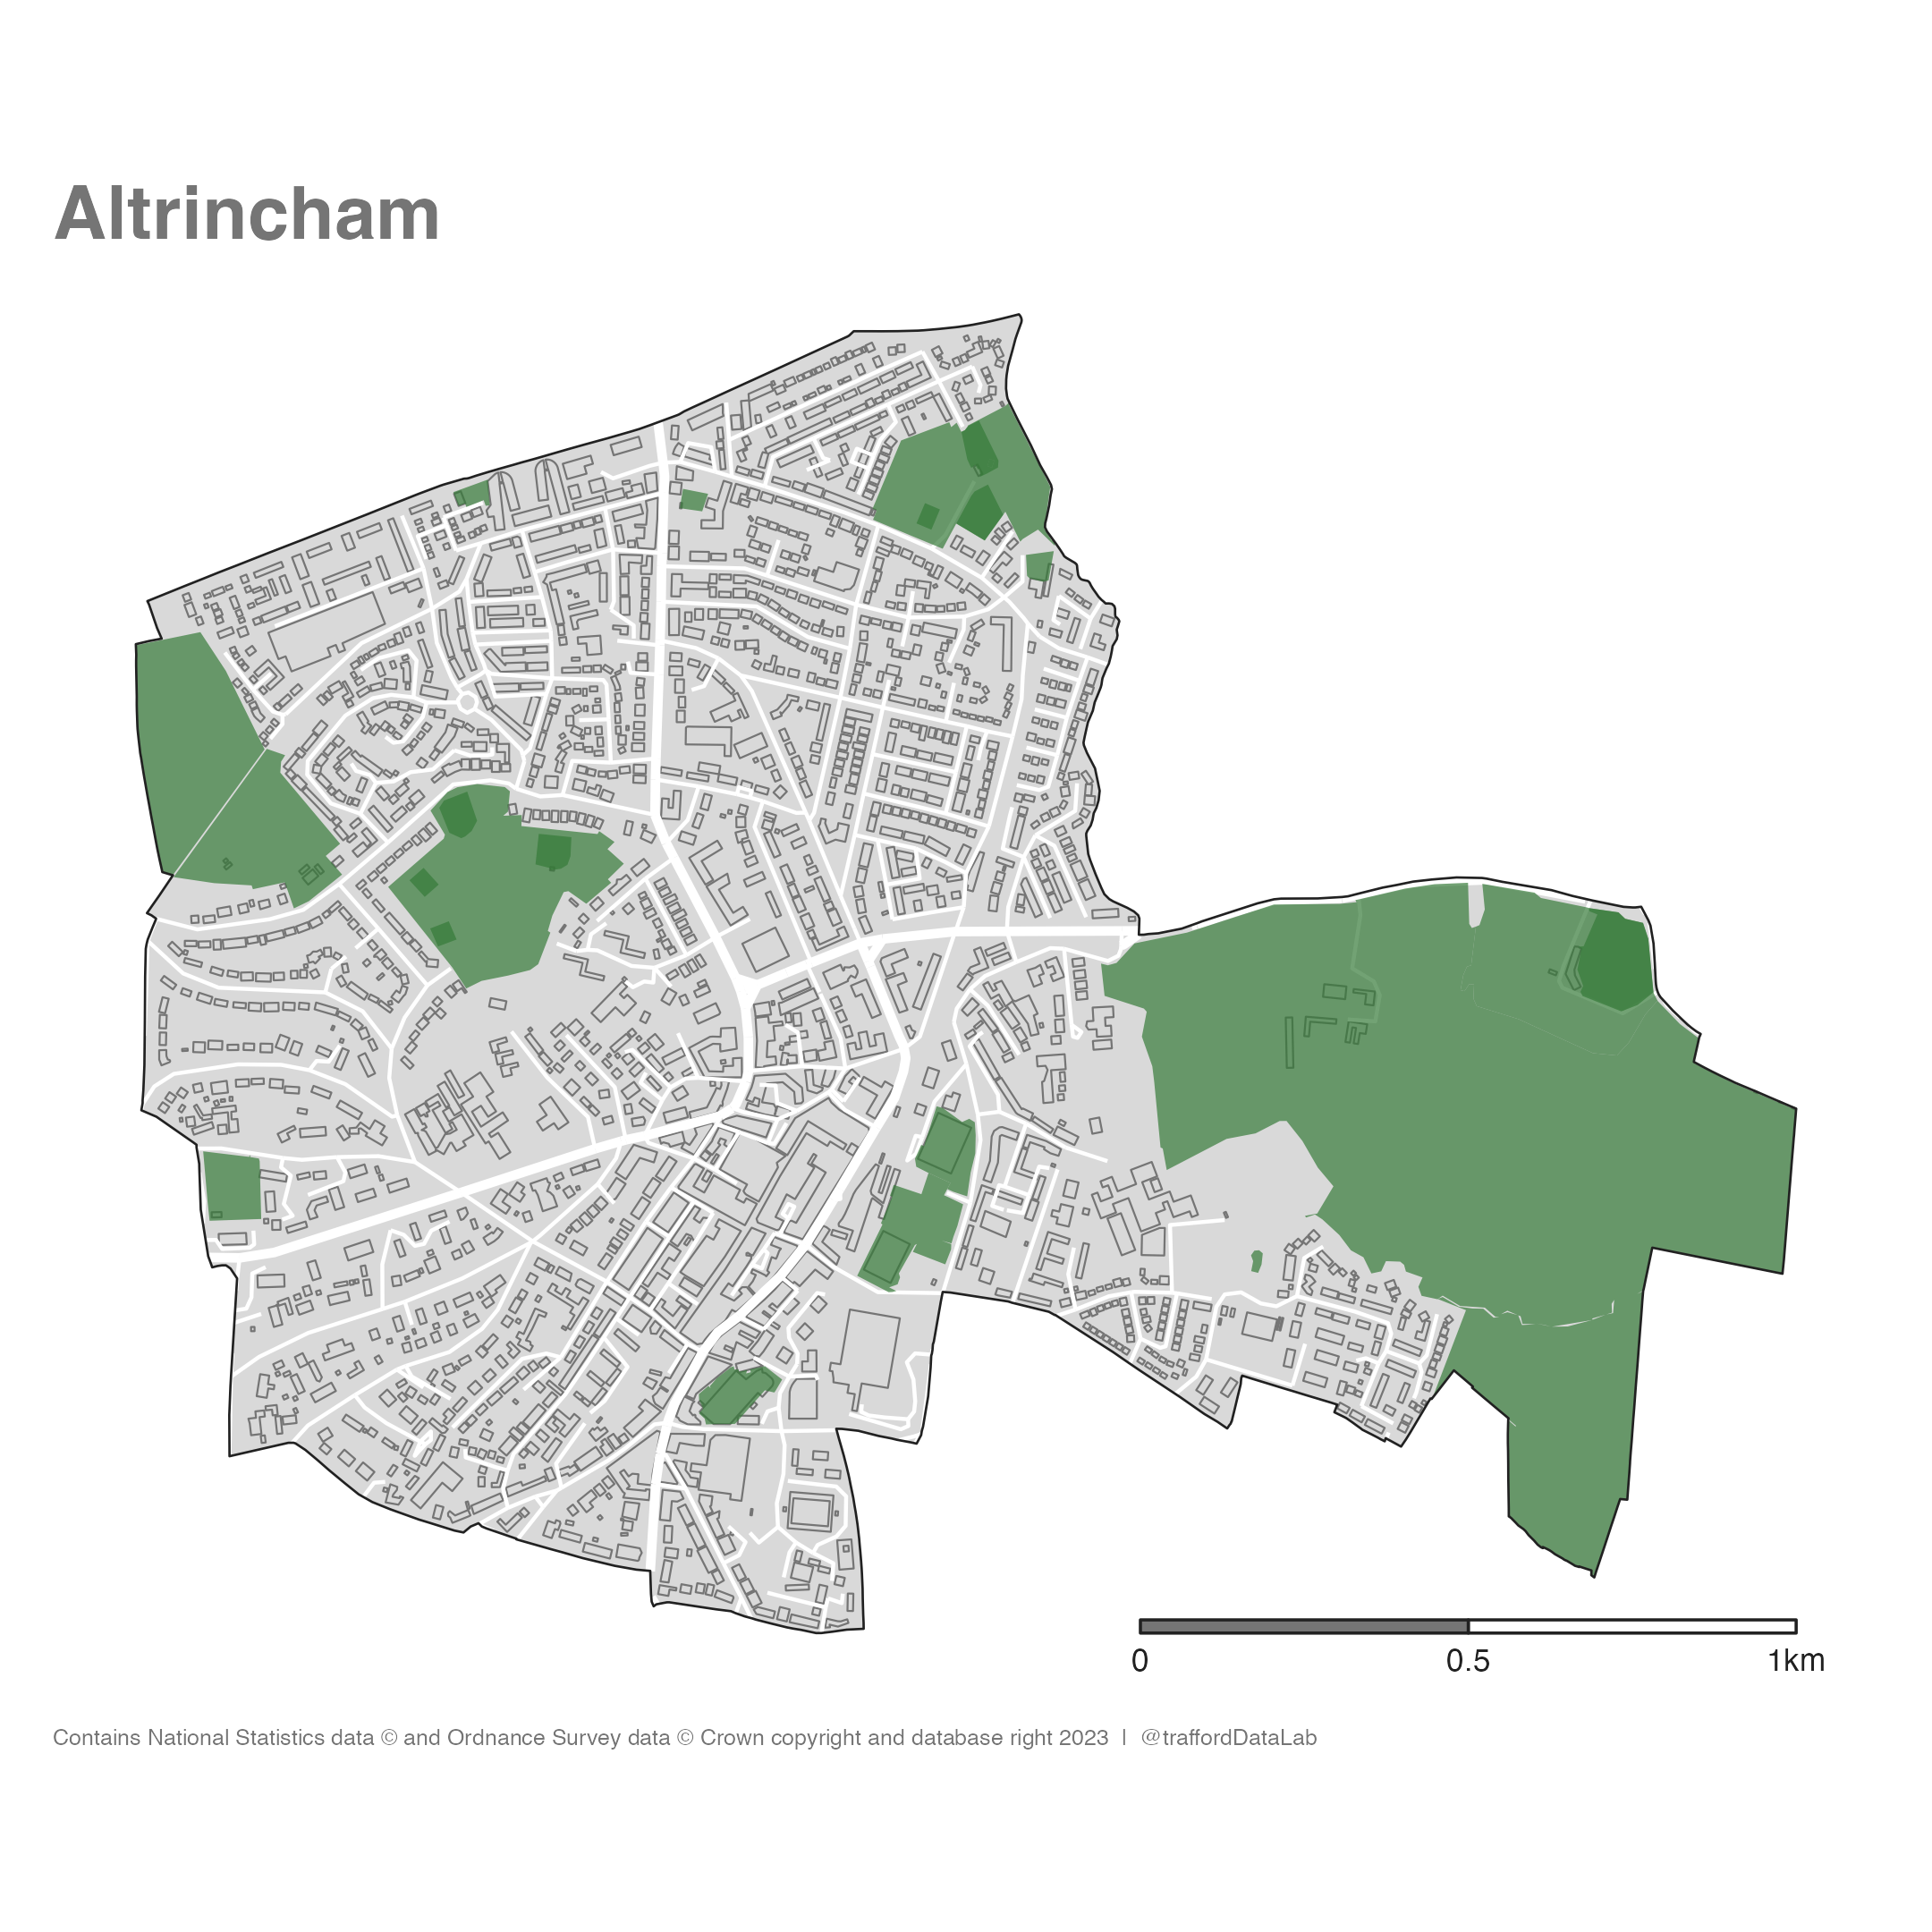 Altrincham
0 0.5 1km
Contains National Statistics data © and Ordnance Survey data © Crown copyright and database right 2023 | @traffordDataLab